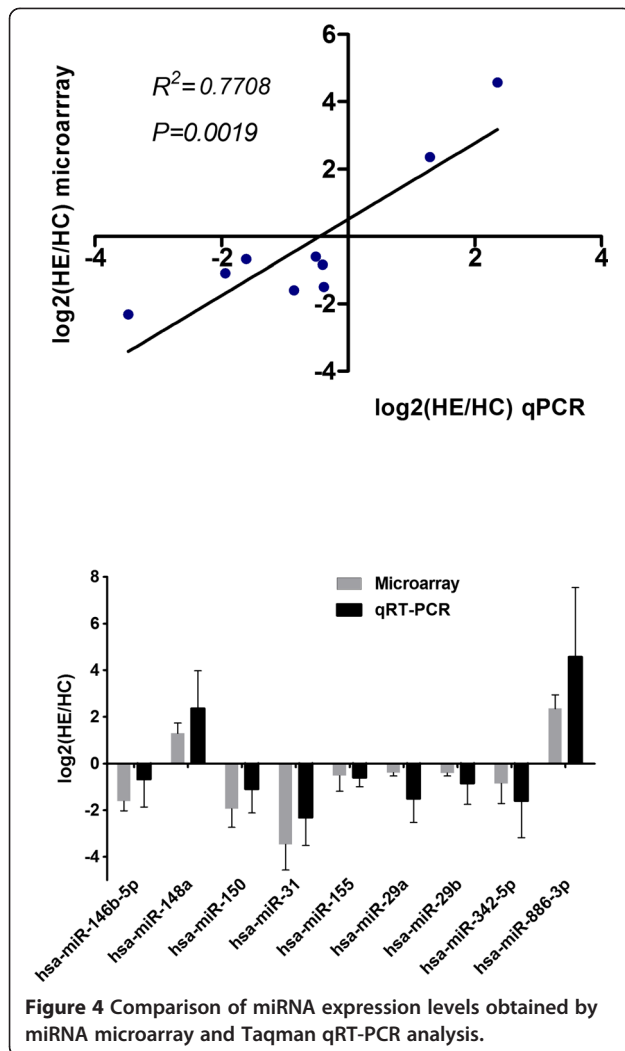 6
R²=0.7708
P=0.0019
4
2
-4
-2
2
4
-2
-4
log2(HE/HC) microarrray
log2(HE/HC) qPCR
8
6
4
2
0
-2
-4
log2(HE/HC)
Microarray
qRT-PCR
hsa-miR-146b-5p
hsa-miR-148a
hsa-miR-150
hsa-miR-31
hsa-miR-155
hsa-miR-29a
hsa-miR-29b
hsa-miR-342-5p
hsa-miR-886-3p
Figure 4 Comparison of miRNA expression levels obtained by
miRNA microarray and Taqman qRT-PCR analysis.